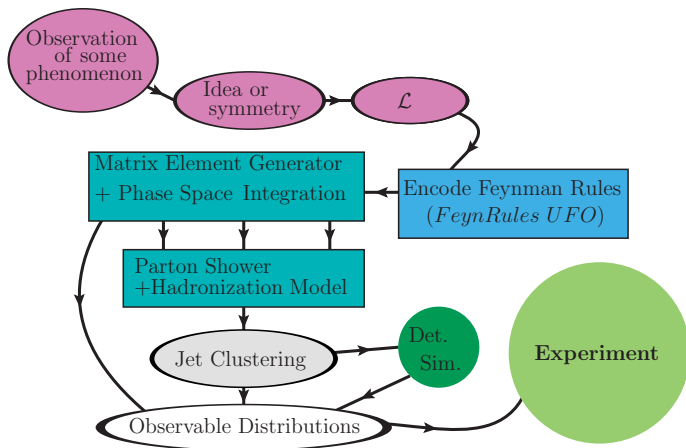 Observation
of some
phenomenon
Idea or
symmetry
ℒ
Matrix Element Generator
+ Phase Space Integration
Encode Feynman Rules
(FeynRules UFO)
Parton Shower
+Hadronization Model
Det.
Sim.
Experiment
Jet Clustering
Observable Distributions